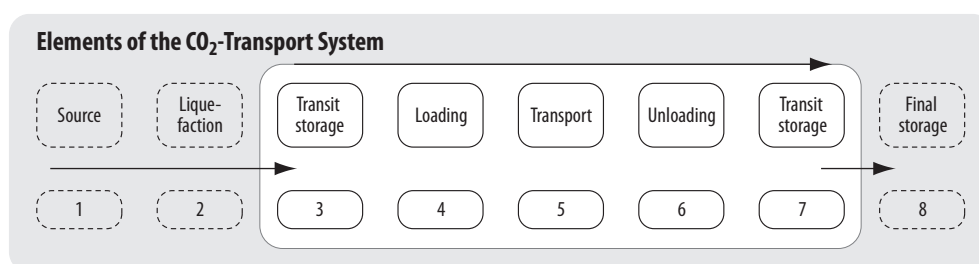 Elements of the CO₂-Transport System
Source
Lique-
faction
Transit
storage
Loading
Transport
Unloading
Transit
storage
Final
storage
1 2 3 4 5 6 7 8